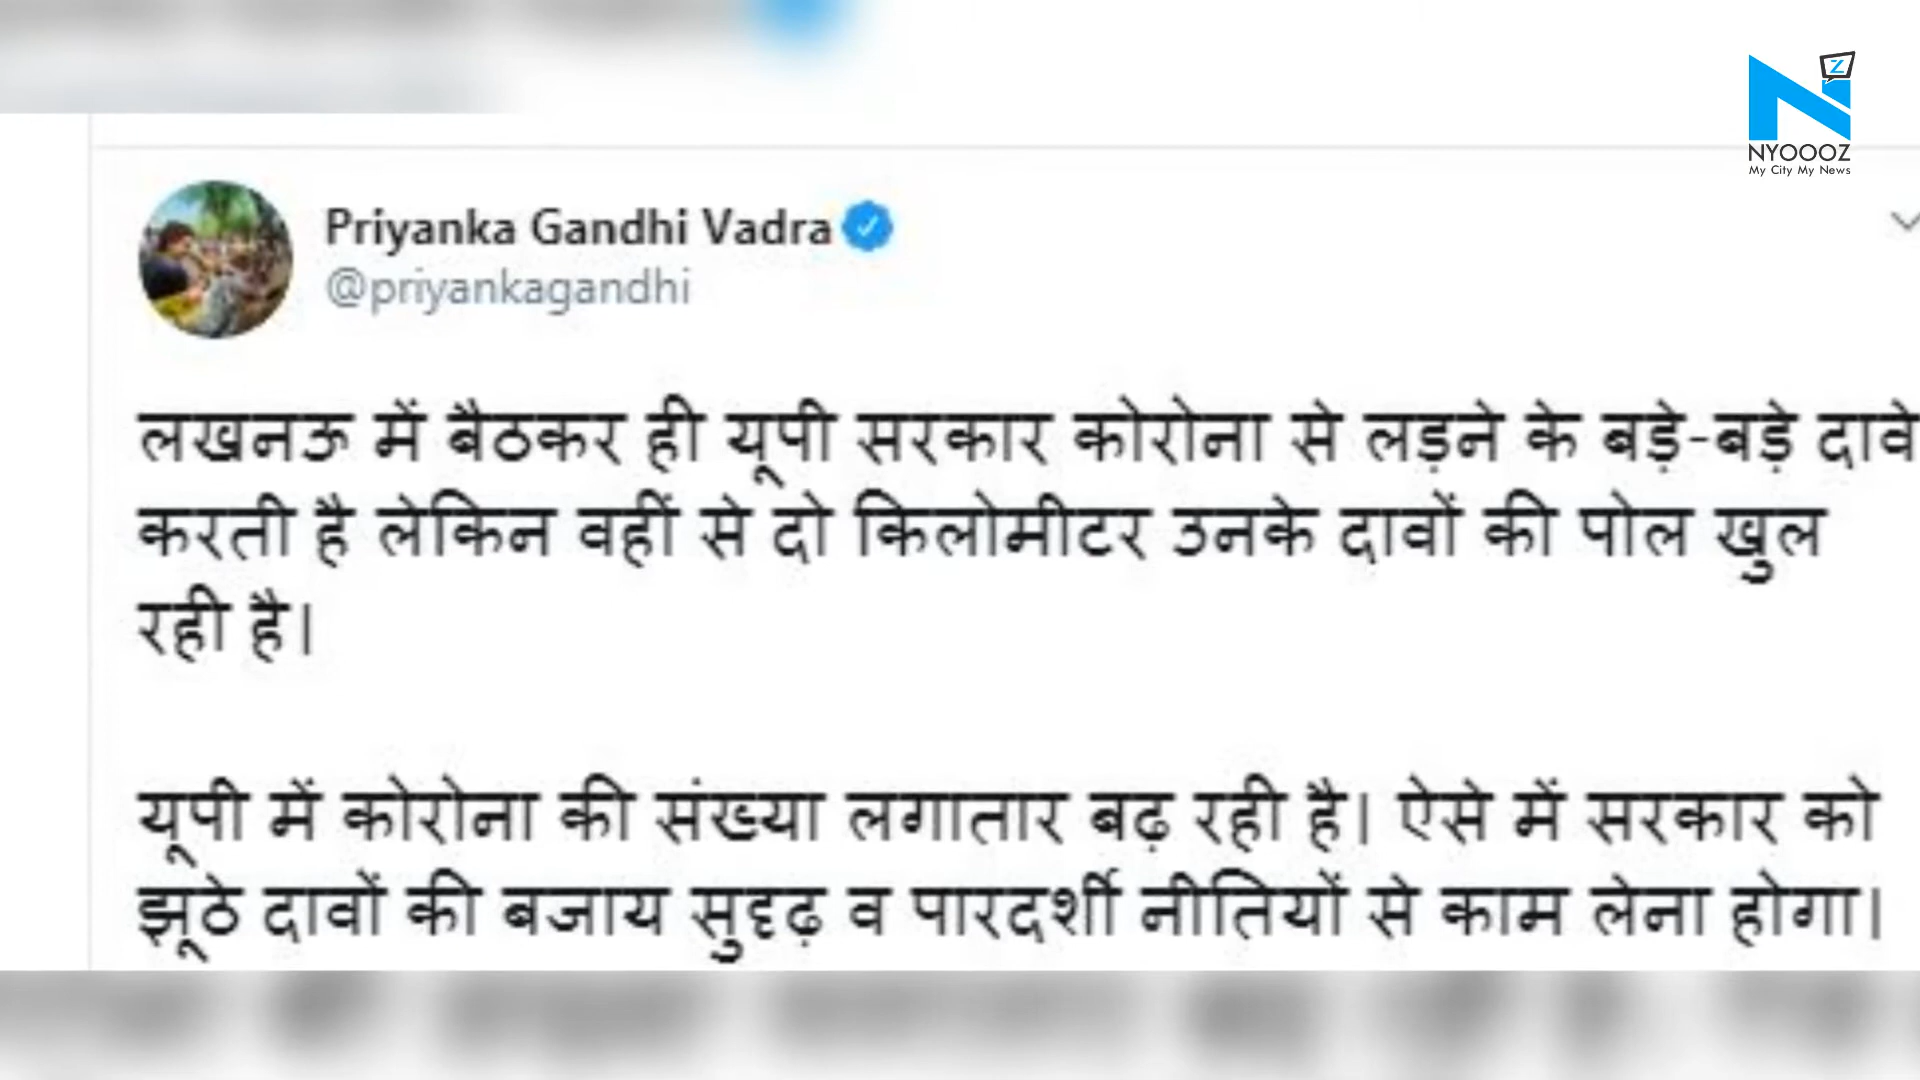 NYOOOZ
My City My News
Priyanka Gandhi Vadra
@priyankagandhi
लखनऊ में बैठकर ही यूपी सरकार कोरोना से लड़ने के बड़े-बड़े दावे
करती है लेकिन वहीं से दो किलोमीटर उनके दावों की पोल खुल
रही है।
यूपी में कोरोना की संख्या लगातार बढ़ रही है। ऐसे में सरकार को
झूठे दावों की बजाय सुदृढ़ व पारदर्शी नीतियों से काम लेना होगा।